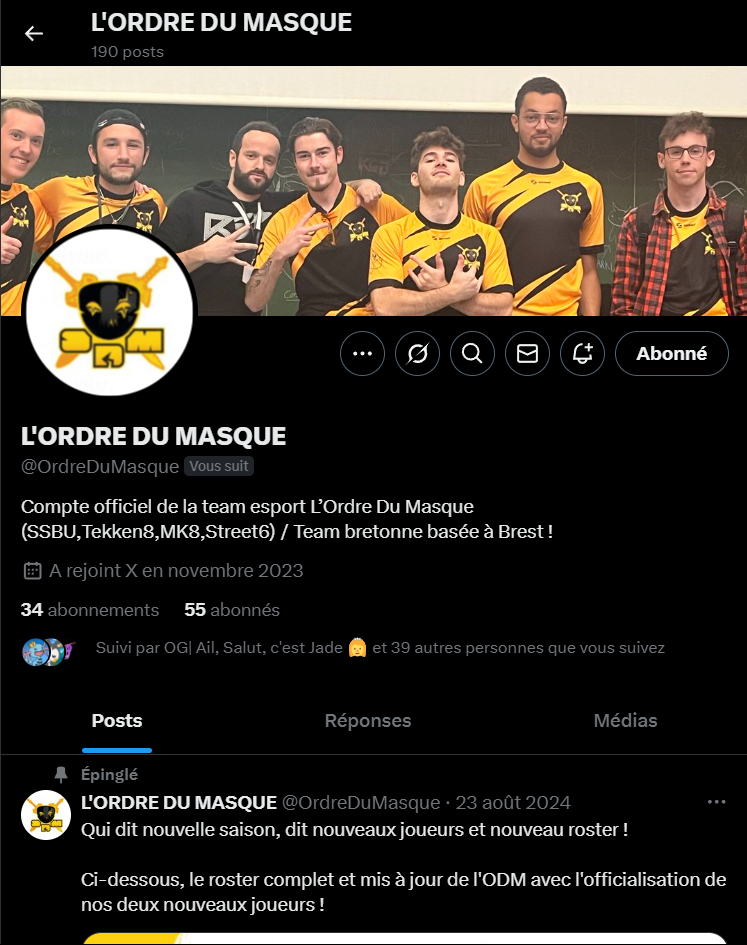 L'ORDRE DU MASQUE
190 posts
ODM
Abonné
L'ORDRE DU MASQUE
@OrdreDuMasque Vous suit
Compte officiel de la team esport L’Ordre Du Masque
(SSBU,Tekken8,MK8,Street6) / Team bretonne basée à Brest !
A rejoint X en novembre 2023
34 abonnements 55 abonnés
Suivi par OG| Ail, Salut, c'est Jade 👸 et 39 autres personnes que vous suivez
Posts Réponses Médias
Épinglé
L'ORDRE DU MASQUE @OrdreDuMasque · 23 août 2024
Qui dit nouvelle saison, dit nouveaux joueurs et nouveau roster !
Ci-dessous, le roster complet et mis à jour de l'ODM avec l'officialisation de
nos deux nouveaux joueurs !